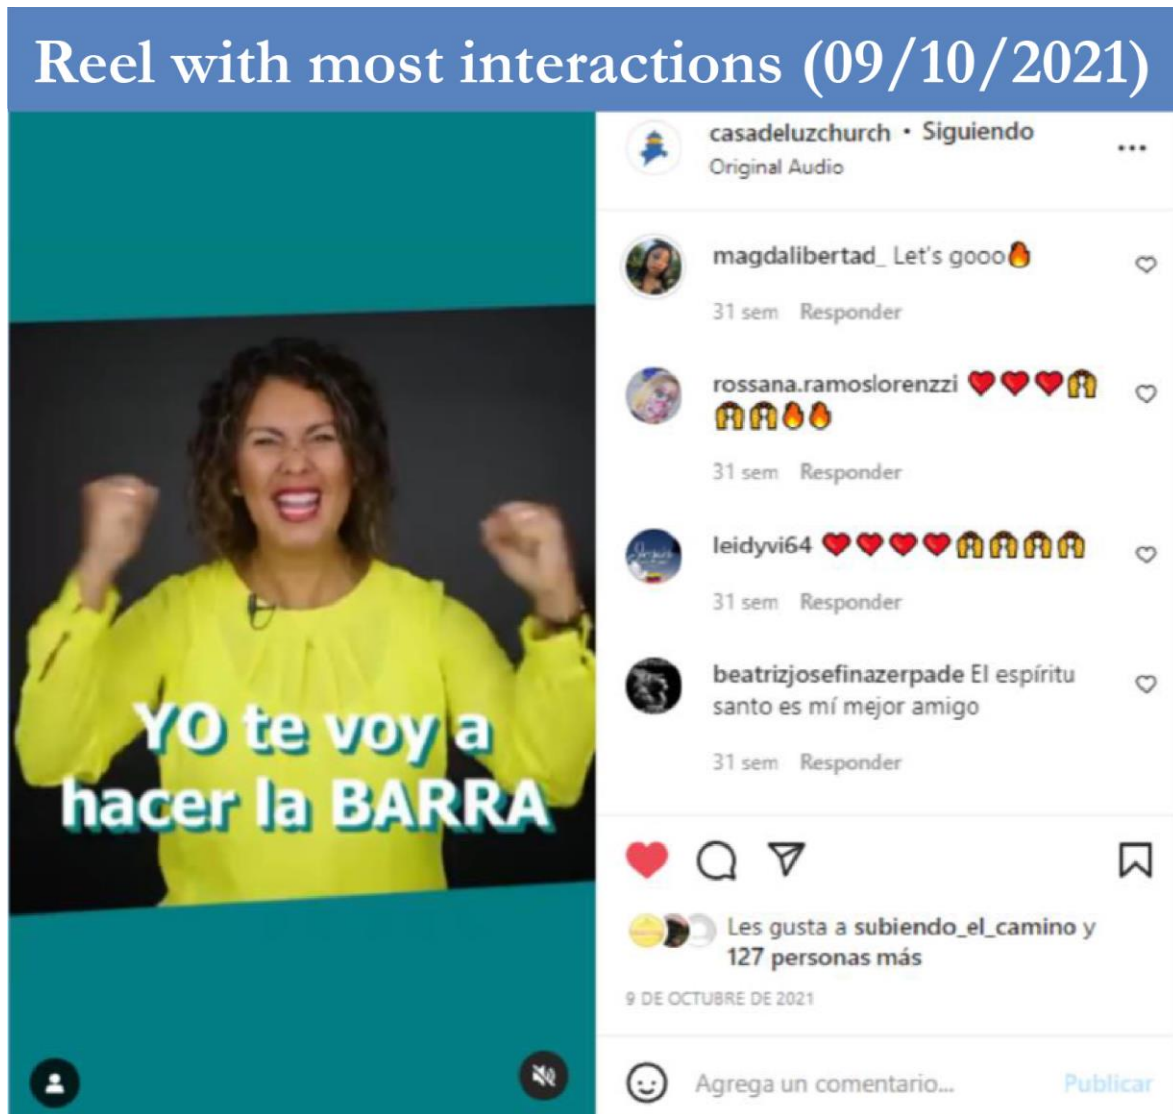 Reel with most interactions (09/10/2021)
casadeluzchurch • Siguiendo
Original Audio
YO te voy a
hacer la BARRA
magdalibertad_ Let's gooo🔥
31 sem Responder
rossana.ramoslorenzzi ❤️❤️❤️🙌
🙌🙌🔥🔥
31 sem Responder
leidyvi64 ❤️❤️❤️❤️🙌🙌🙌🙌
31 sem Responder
beatrizjosefinazerpade El espíritu
santo es mí mejor amigo
31 sem Responder
Les gusta a subiendo_el_camino y
127 personas más
9 DE OCTUBRE DE 2021
Agrega un comentario... Publicar